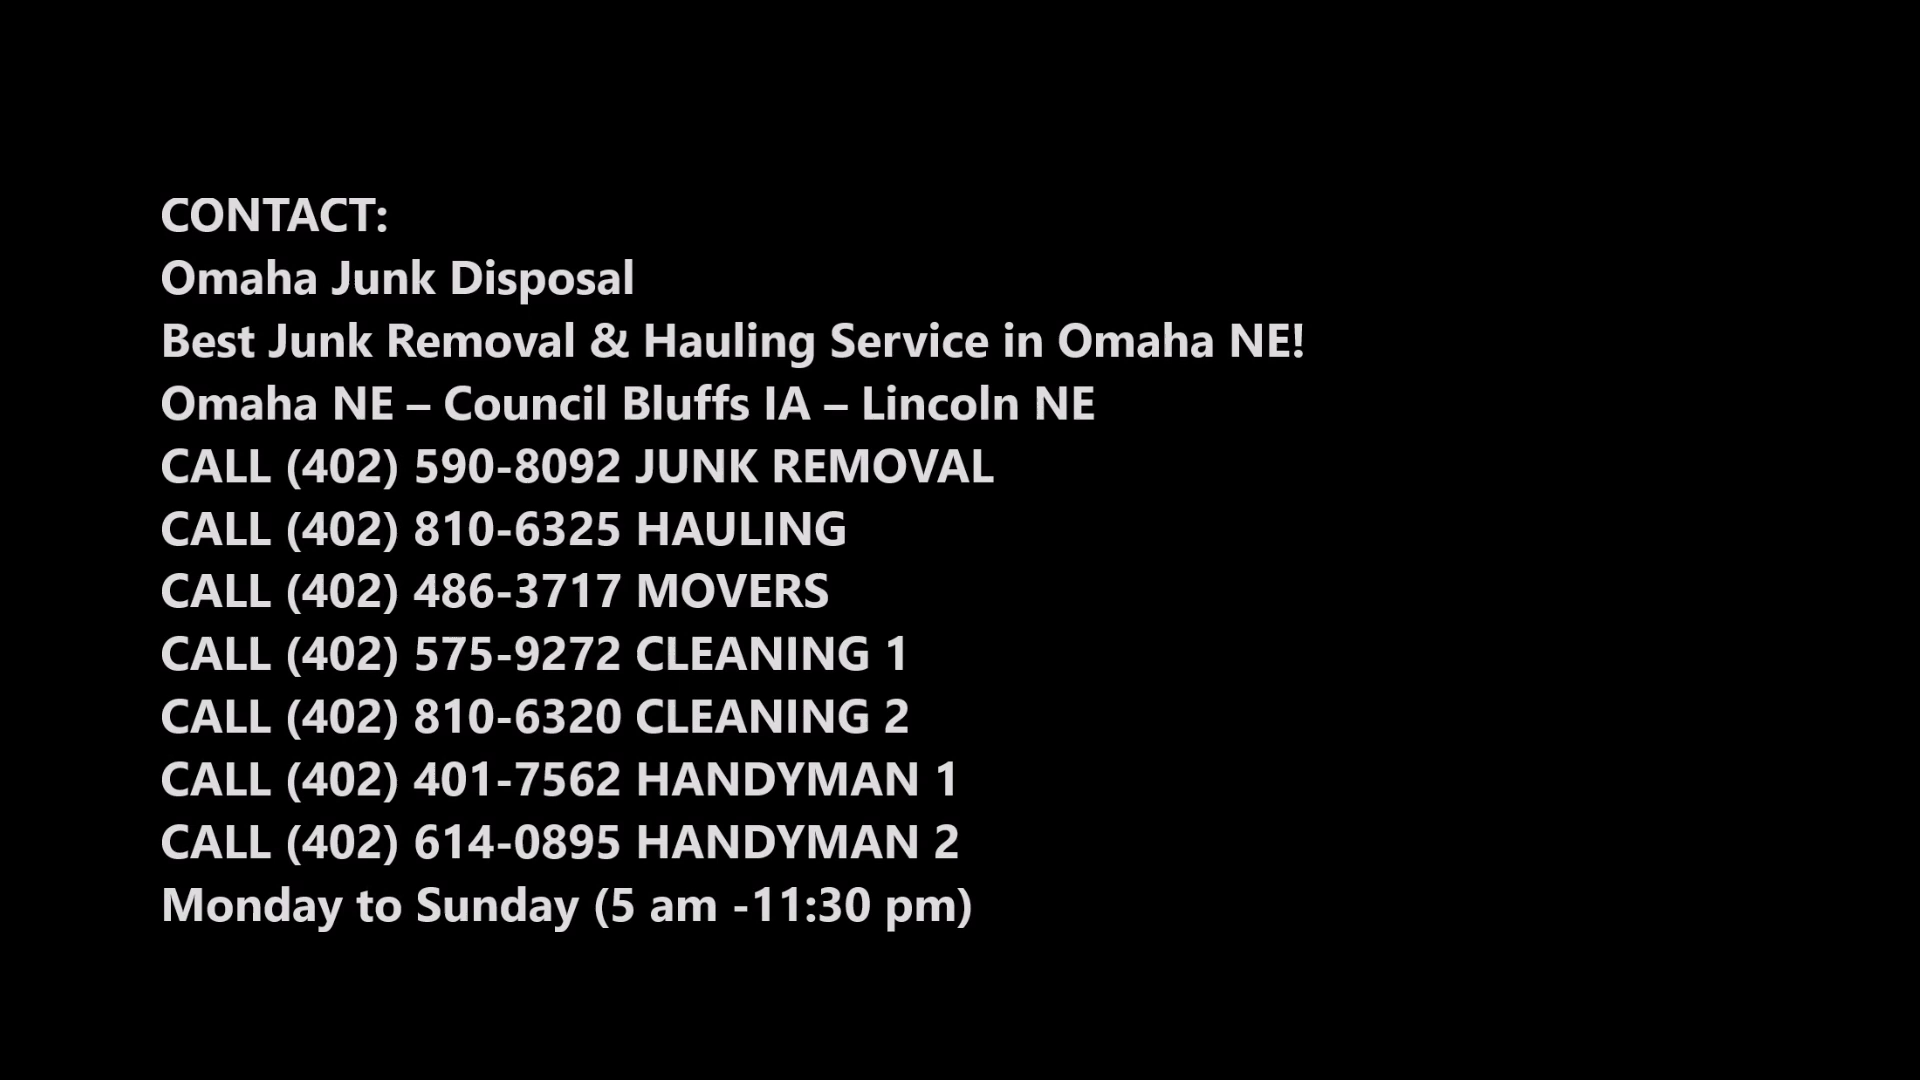 CONTACT:
Omaha Junk Disposal
Best Junk Removal & Hauling Service in Omaha NE!
Omaha NE – Council Bluffs IA – Lincoln NE
CALL (402) 590-8092 JUNK REMOVAL
CALL (402) 810-6325 HAULING
CALL (402) 486-3717 MOVERS
CALL (402) 575-9272 CLEANING 1
CALL (402) 810-6320 CLEANING 2
CALL (402) 401-7562 HANDYMAN 1
CALL (402) 614-0895 HANDYMAN 2
Monday to Sunday (5 am -11:30 pm)